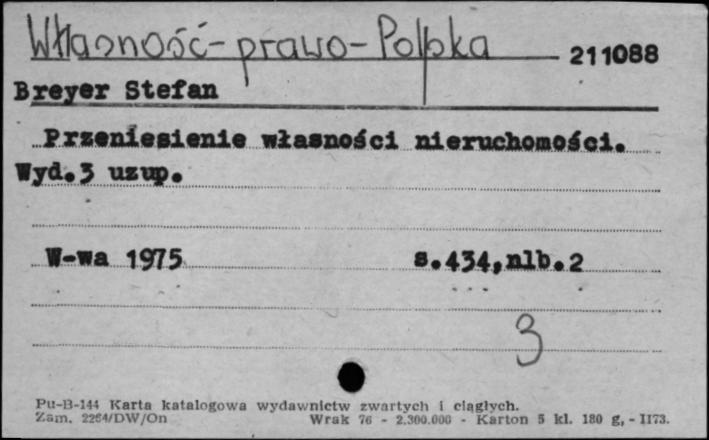 Własność-prawo-Polska
211088
Breyer Stefan
Przeniesienie własności nieruchomości.
Wyd.3 uzup.
W-wa 1975 s.434,nlb.2
3
Pu-B-144 Karta katalogowa wydawnictw zwartych i ciągłych.
Zam. 2264/DW/On Wrak 76 - 2.300.000 - Karton 5 kl. 180 g, - II73.